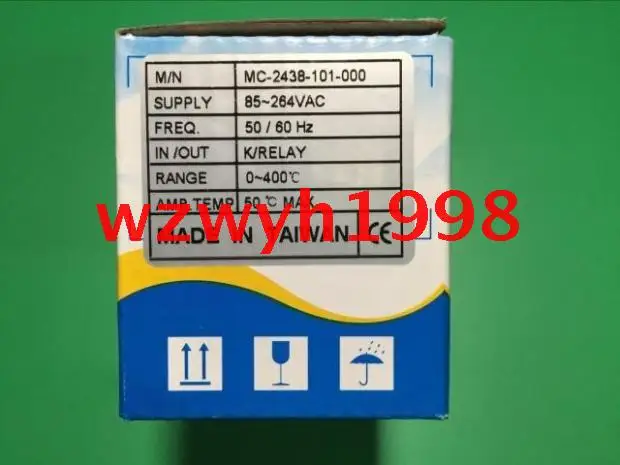 M/N MC-2438-101-000
SUPPLY 85~264VAC
FREQ. 50 / 60 Hz
IN /OUT K/RELAY
RANGE 0~400℃
AMB.TEMP 50 ℃ MAX.
wzwyh1998
MADE IN TAIWAN CE